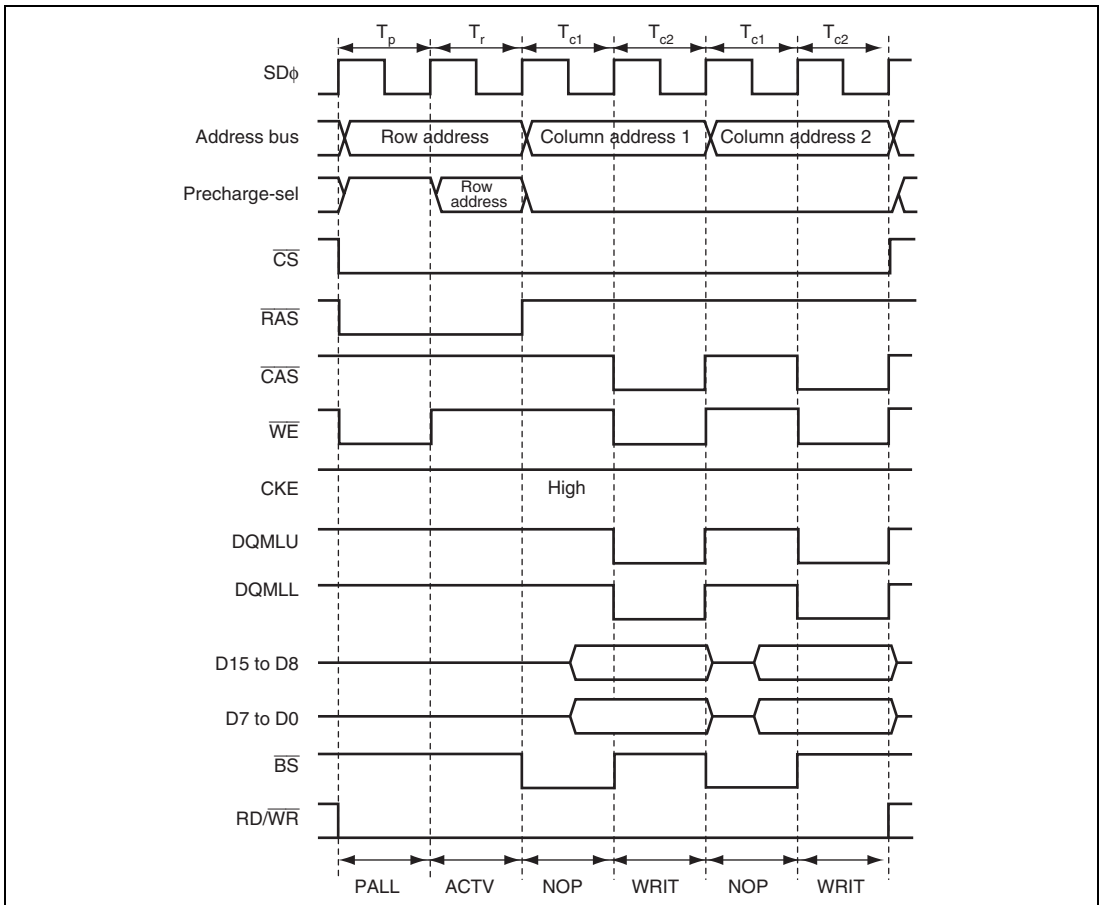 Tp Tr Tc1 Tc2 Tc1 Tc2
SDϕ
Address bus Row address Column address 1 Column address 2
Precharge-sel Row address
CS
RAS
CAS
WE
CKE High
DQMLU
DQMLL
D15 to D8
D7 to D0
BS
RD/WR
PALL ACTV NOP WRIT NOP WRIT